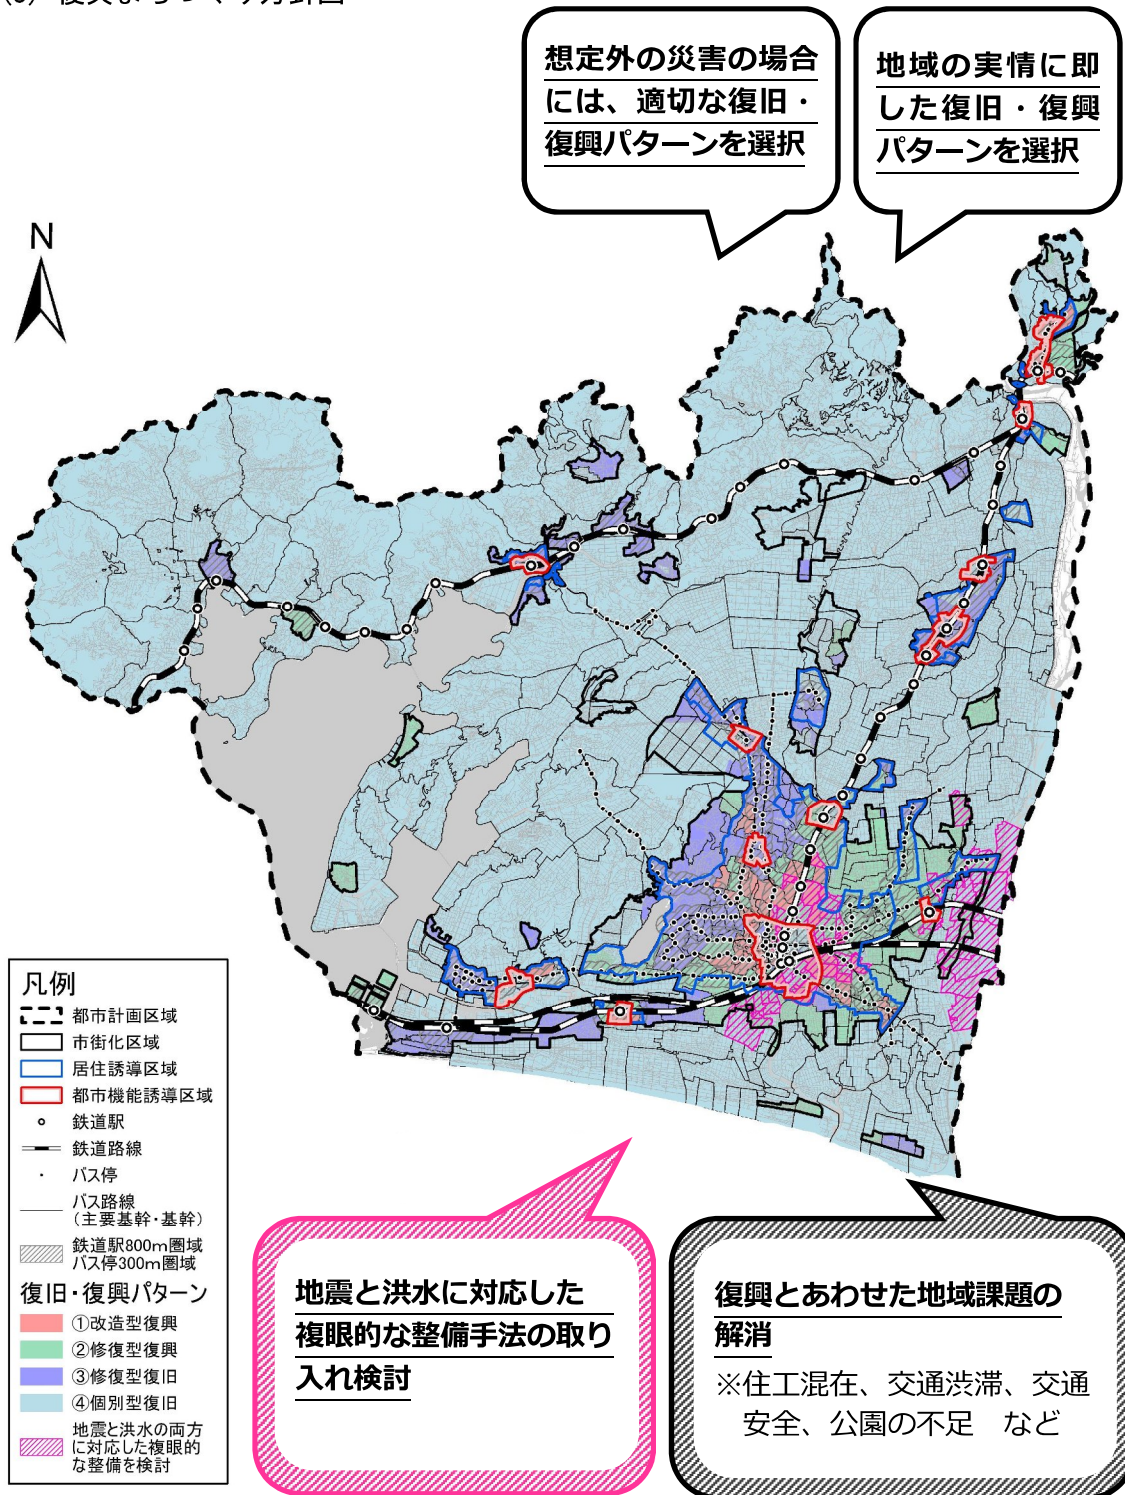 想定外の災害の場合
には、適切な復旧・
復興パターンを選択
地域の実情に即
した復旧・復興
パターンを選択
N
凡例
都市計画区域
市街化区域
居住誘導区域
都市機能誘導区域
鉄道駅
鉄道路線
バス停
バス路線
(主要基幹・基幹)
鉄道駅800m圏域
バス停300m圏域
復旧・復興パターン
①改造型復興
②修復型復興
③修復型復旧
④個別型復旧
地震と洪水の両方
に対応した複眼的
な整備を検討
地震と洪水に対応した
複眼的な整備手法の取り
入れ検討
復興とあわせた地域課題の
解消
※住工混在、交通渋滞、交通
安全、公園の不足　など